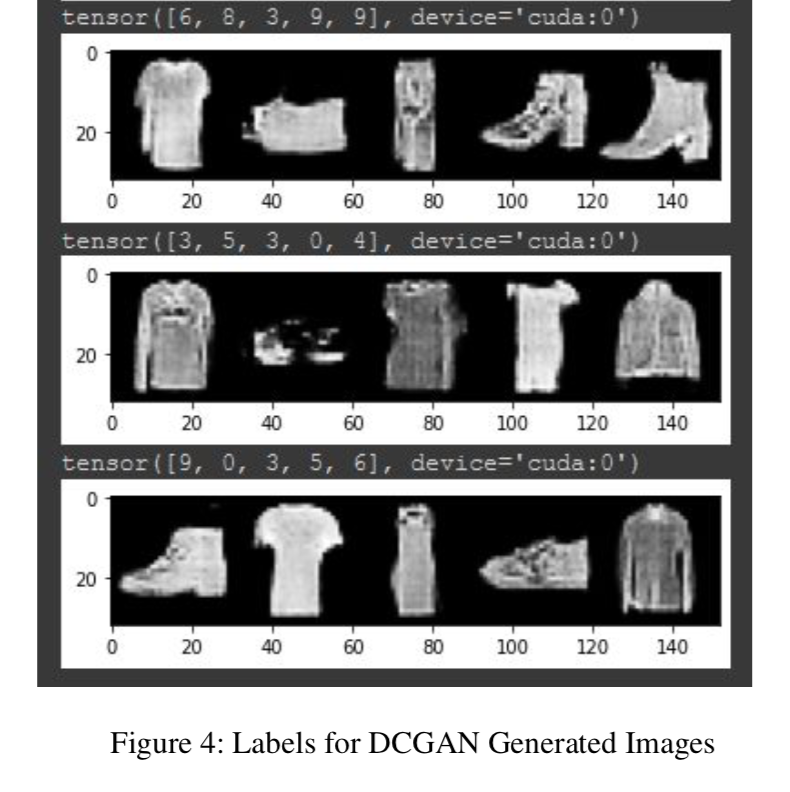 tensor([6, 8, 3, 9, 9], device='cuda:0')
0
20
0 20 40 60 80 100 120 140
tensor([3, 5, 3, 0, 4], device='cuda:0')
0
20
0 20 40 60 80 100 120 140
tensor([9, 0, 3, 5, 6], device='cuda:0')
0
20
0 20 40 60 80 100 120 140
Figure 4: Labels for DCGAN Generated Images